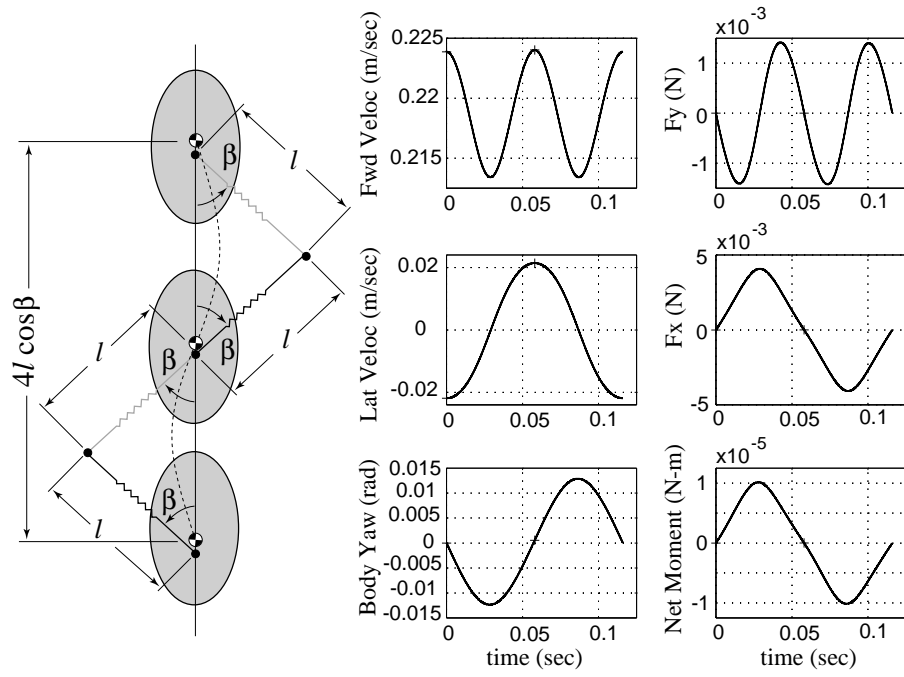 4l cosβ
l
β
l
l
β
β
l
β
l
Fwd Veloc (m/sec)
0.225
0.22
0.215
0
0.05
0.1
x10^-3
Fy (N)
1
0
-1
0
0.05
0.1
Lat Veloc (m/sec)
0.02
0
-0.02
0
0.05
0.1
x10^-3
Fx (N)
5
0
-5
0
0.05
0.1
Body Yaw (rad)
0.015
0.01
0.005
0
-0.005
-0.01
-0.015
0
0.05
0.1
time (sec)
x10^-5
Net Moment (N-m)
1
0
-1
0
0.05
0.1
time (sec)